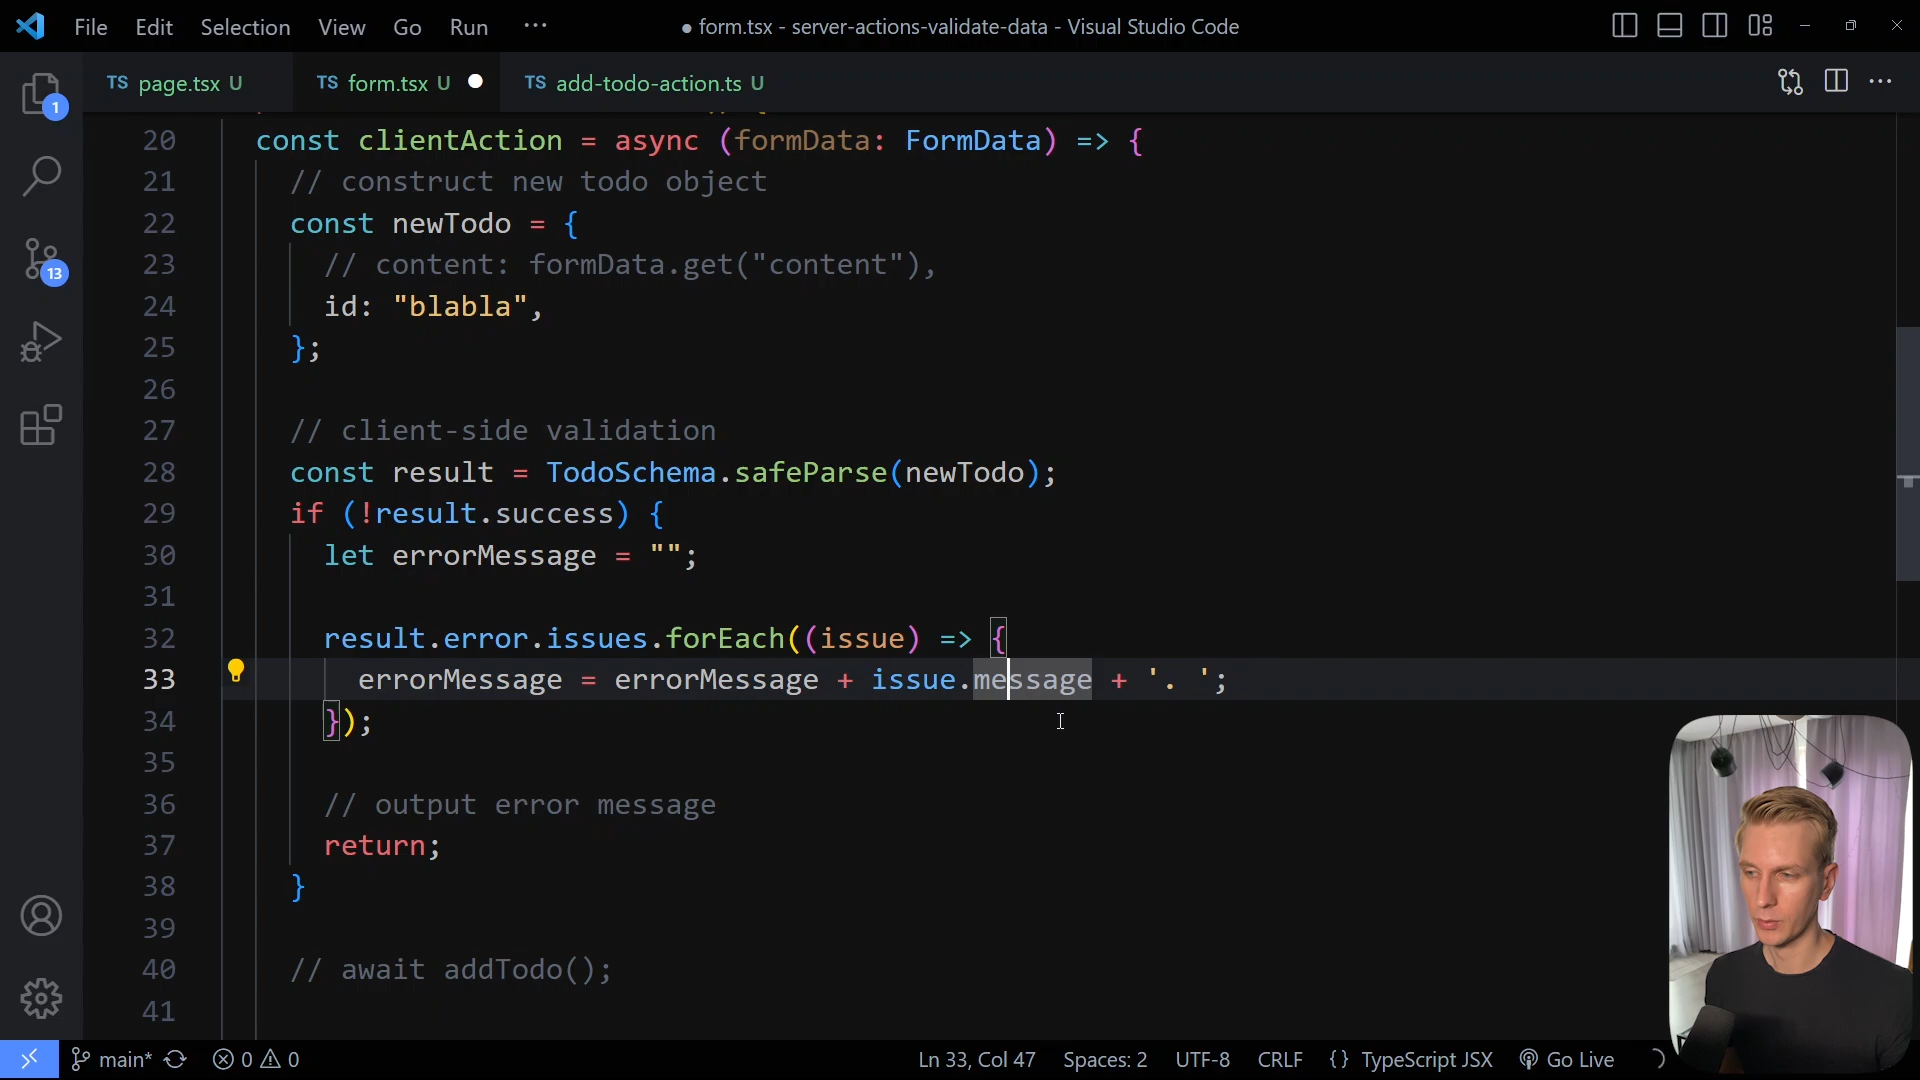 File Edit Selection View Go Run ···
● form.tsx - server-actions-validate-data - Visual Studio Code
TS page.tsx U
TS form.tsx U
TS add-todo-action.ts U
1
13
20 const clientAction = async (formData: FormData) => {
21 // construct new todo object
22 const newTodo = {
23 // content: formData.get("content"),
24 id: "blabla",
25 };
26
27 // client-side validation
28 const result = TodoSchema.safeParse(newTodo);
29 if (!result.success) {
30 let errorMessage = "";
31
32 result.error.issues.forEach((issue) => {
33 errorMessage = errorMessage + issue.message + '. ';
34 });
35
36 // output error message
37 return;
38 }
39
40 // await addTodo();
41
main* 0 0 Ln 33, Col 47 Spaces: 2 UTF-8 CRLF {} TypeScript JSX Go Live